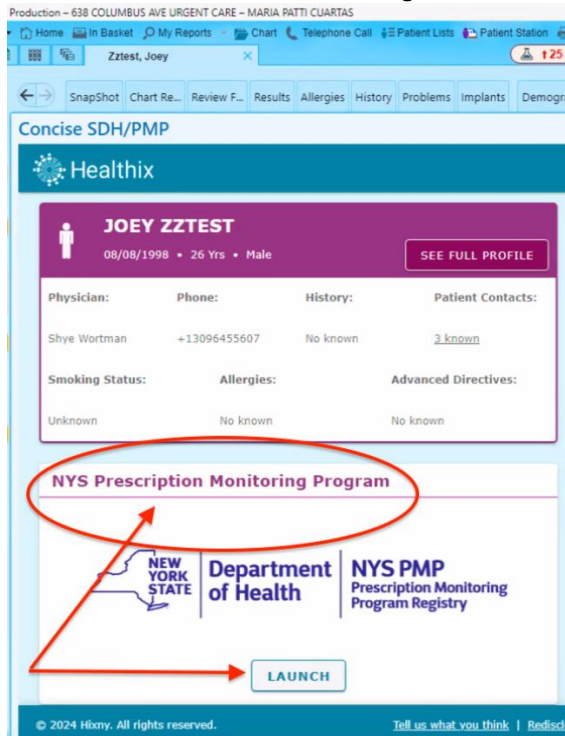 Production – 638 COLUMBUS AVE URGENT CARE – MARIA PATTI CUARTAS
Home In Basket My Reports Chart Telephone Call Patient Lists Patient Station
Zztest, Joey × ↑25
SnapShot Chart Re... Review F... Results Allergies History Problems Implants Demogr
Concise SDH/PMP
Healthix
JOEY ZZTEST
08/08/1998 • 26 Yrs • Male
SEE FULL PROFILE
Physician: Phone: History: Patient Contacts:
Shye Wortman +13096455607 No known 3 known
Smoking Status: Allergies: Advanced Directives:
Unknown No known No known
NYS Prescription Monitoring Program
NEW
YORK
STATE
Department
of Health
NYS PMP
Prescription Monitoring
Program Registry
LAUNCH
© 2024 Hixny. All rights reserved. Tell us what you think | Rediscl